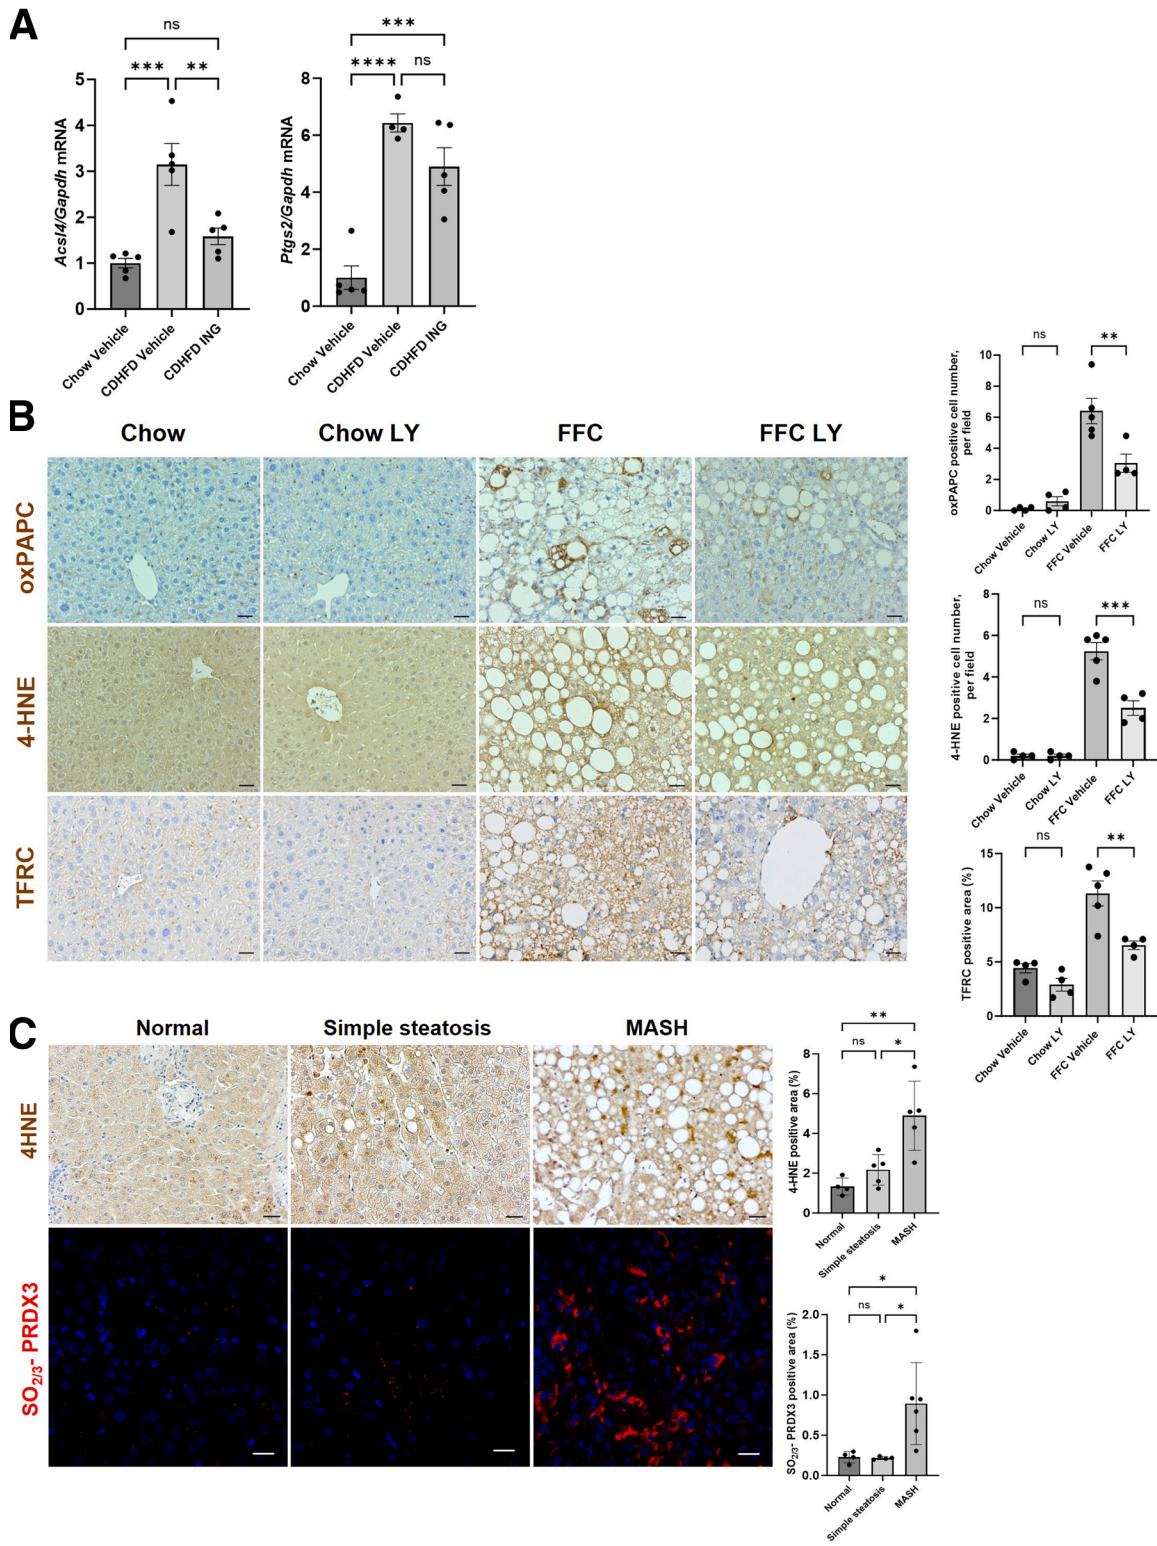 A
ns
*** **
5
4
3
2
1
0
Acsl4/Gapdh mRNA
Chow Vehicle
CDHFD Vehicle
CDHFD ING
***
**** ns
8
6
4
2
0
Ptgs2/Gapdh mRNA
Chow Vehicle
CDHFD Vehicle
CDHFD ING
B
Chow Chow LY FFC FFC LY
oxPAPC
4-HNE
TFRC
ns **
10
8
6
4
2
0
oxPAPC positive cell number,
per field
Chow Vehicle
Chow LY
FFC Vehicle
FFC LY
ns ***
8
6
4
2
0
4-HNE positive cell number,
per field
Chow Vehicle
Chow LY
FFC Vehicle
FFC LY
ns **
15
10
5
0
TFRC positive area (%)
Chow Vehicle
Chow LY
FFC Vehicle
FFC LY
C
Normal Simple steatosis MASH
4HNE
SO2/3- PRDX3
**
ns *
8
6
4
2
0
4-HNE positive area (%)
Normal
Simple steatosis
MASH
*
ns *
2.0
1.5
1.0
0.5
0.0
SO2/3- PRDX3 positive area (%)
Normal
Simple steatosis
MASH